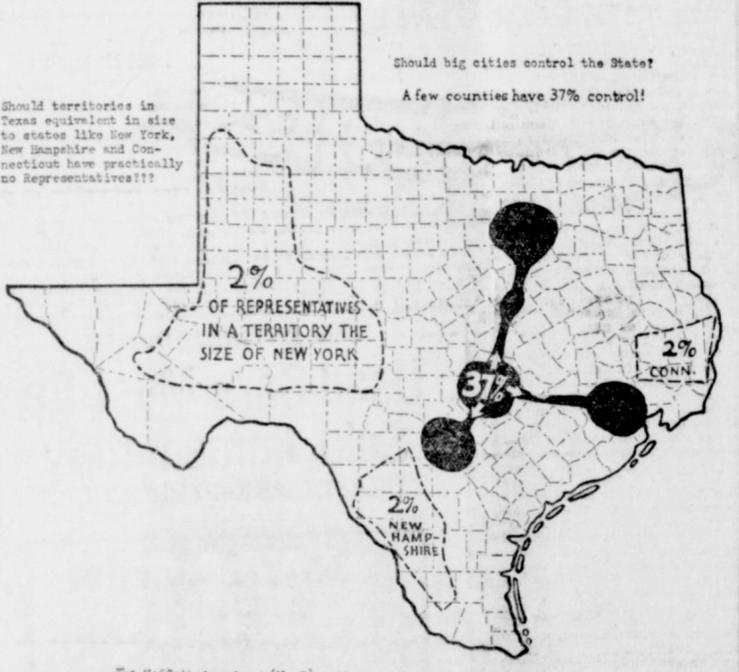 Should big cities control the State?
A few counties have 37% control!
Should territories in
Texas equivalent in size
to states like New York,
New Hampshire and Con-
necticut have practically
no Representatives???
2%
OF REPRESENTATIVES
IN A TERRITORY THE
SIZE OF NEW YORK
2%
CONN.
37%
2%
NEW
HAMP-
SHIRE